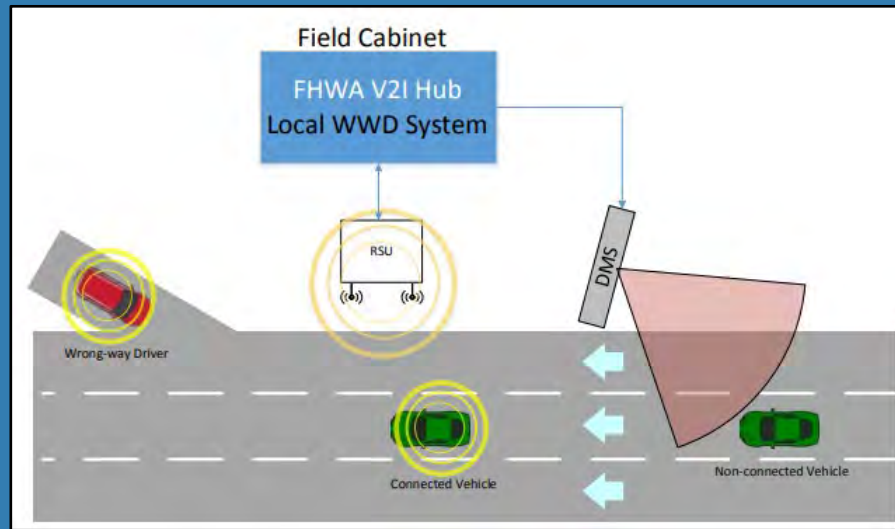 Field Cabinet
FHWA V2I Hub
Local WWD System
RSU
DMS
Wrong-way Driver
Connected Vehicle
Non-connected Vehicle